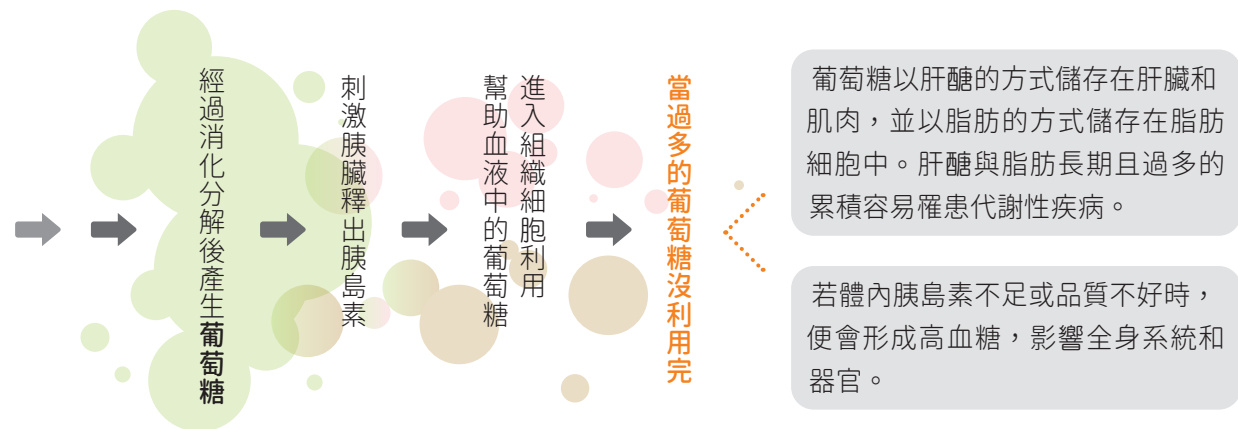 經過消化分解後產生葡萄糖
刺激胰臟釋出胰島素
幫助血液中的葡萄糖
進入組織細胞利用
當過多的葡萄糖沒利用完
葡萄糖以肝醣的方式儲存在肝臟和
肌肉，並以脂肪的方式儲存在脂肪
細胞中。肝醣與脂肪長期且過多的
累積容易罹患代謝性疾病。
若體內胰島素不足或品質不好時，
便會形成高血糖，影響全身系統和
器官。